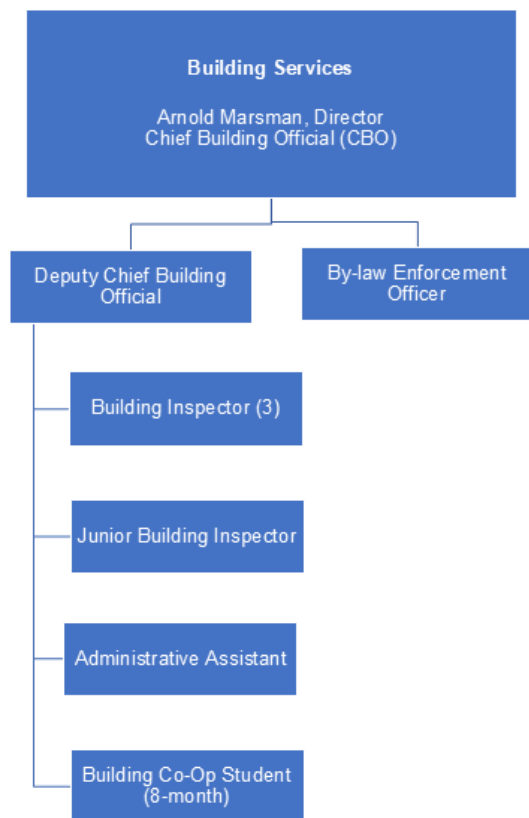 Building Services
Arnold Marsman, Director
Chief Building Official (CBO)
Deputy Chief Building
Official
By-law Enforcement
Officer
Building Inspector (3)
Junior Building Inspector
Administrative Assistant
Building Co-Op Student
(8-month)